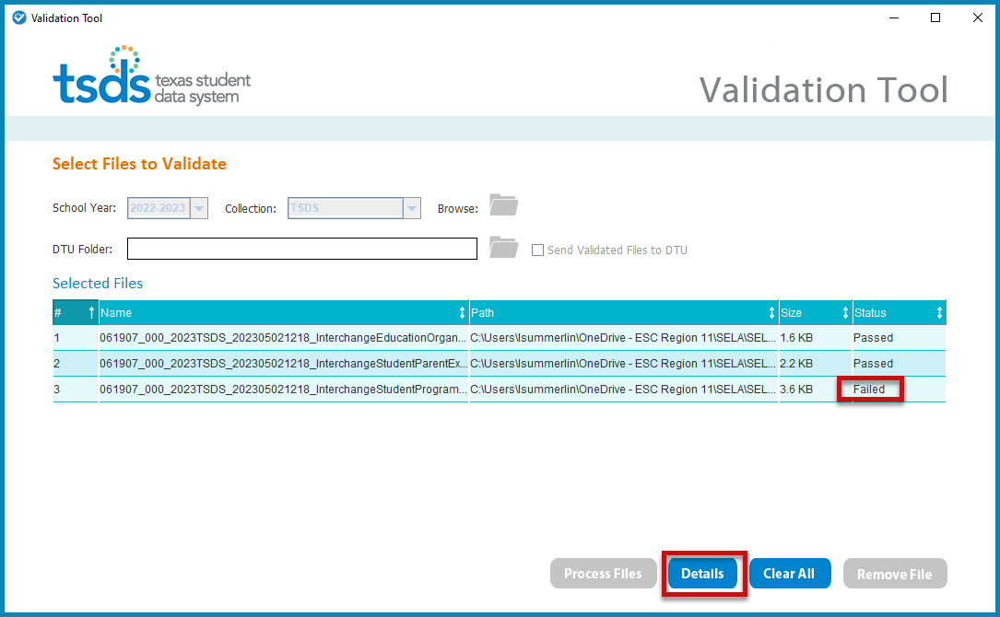 Validation Tool
tsds texas student
data system
Validation Tool
Select Files to Validate
School Year: 2022-2023 Collection: TSDS Browse:
DTU Folder: Send Validated Files to DTU
Selected Files
# Name Path Size Status
1 061907_000_2023TSDS_202305021218_InterchangeEducationOrgan... C:\Users\lsummerlin\OneDrive - ESC Region 11\SELA\SEL... 1.6 KB Passed
2 061907_000_2023TSDS_202305021218_InterchangeStudentParentEx... C:\Users\lsummerlin\OneDrive - ESC Region 11\SELA\SEL... 2.2 KB Passed
3 061907_000_2023TSDS_202305021218_InterchangeStudentProgram... C:\Users\lsummerlin\OneDrive - ESC Region 11\SELA\SEL... 3.6 KB Failed
Process Files Details Clear All Remove File